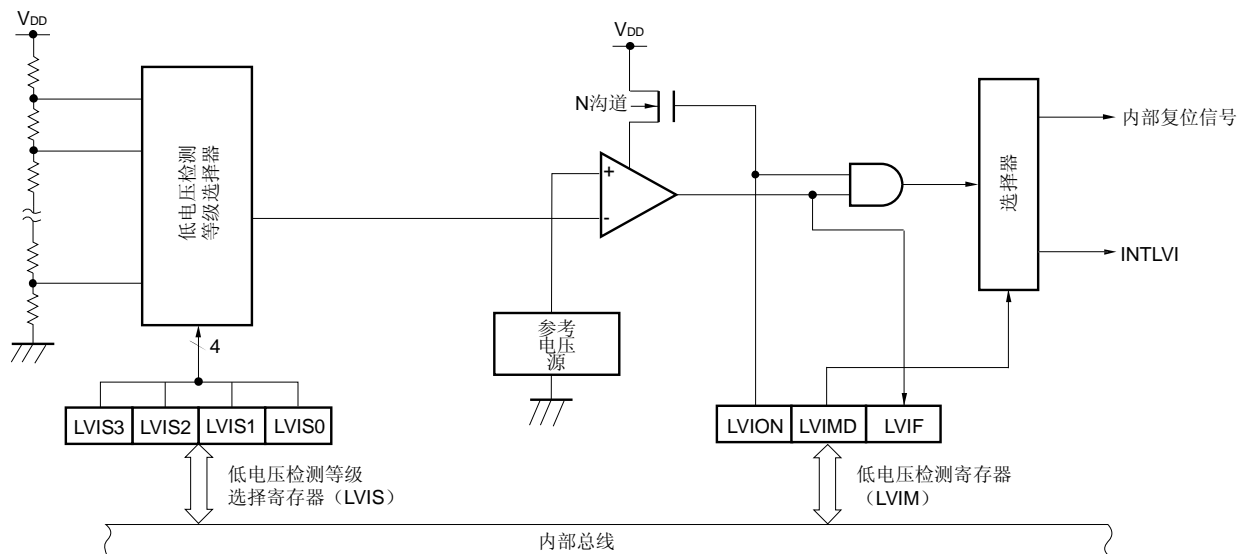 VDD
VDD
N沟道
低电压检测
等级选择器
+
-
选择器
内部复位信号
INTLVI
参考
电压
源
4
LVIS3 LVIS2 LVIS1 LVIS0
LVION LVIMD LVIF
低电压检测等级
选择寄存器（LVIS）
低电压检测寄存器
（LVIM）
内部总线